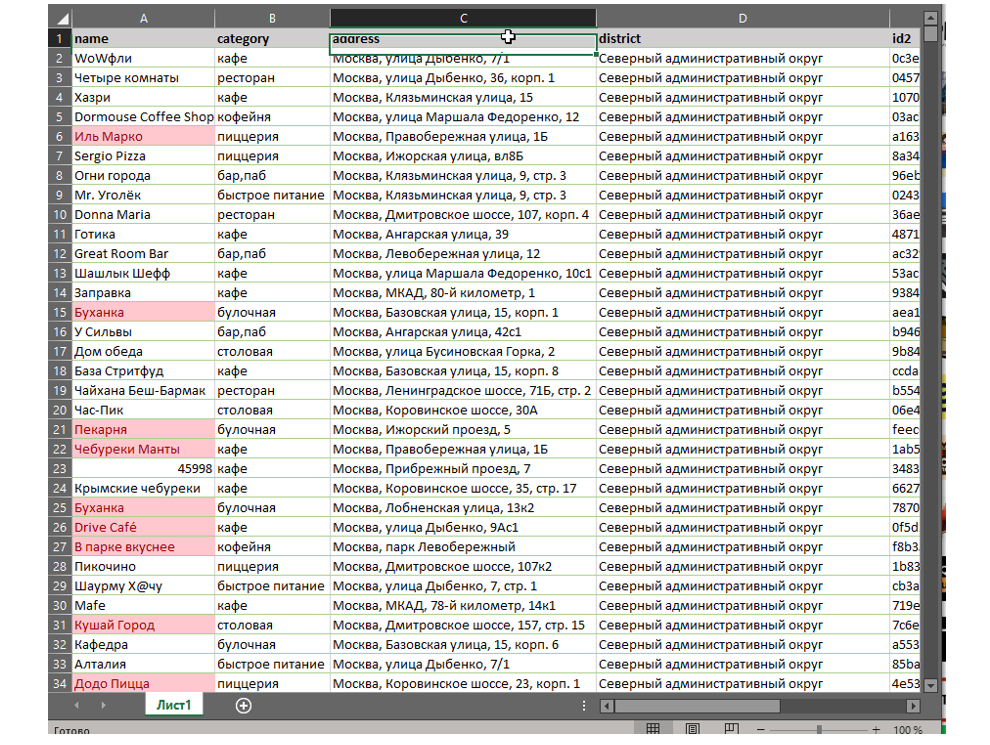 A B C D
1 name category address district id2
2 WoWфли кафе Москва, улица Дыбенко, 7/1 Северный административный округ 0c3e
3 Четыре комнаты ресторан Москва, улица Дыбенко, 36, корп. 1 Северный административный округ 0457
4 Хазри кафе Москва, Клязьминская улица, 15 Северный административный округ 1070
5 Dormouse Coffee Shop кофейня Москва, улица Маршала Федоренко, 12 Северный административный округ 03ac
6 Иль Марко пиццерия Москва, Правобережная улица, 1Б Северный административный округ a163
7 Sergio Pizza пиццерия Москва, Ижорская улица, вл8Б Северный административный округ 8a34
8 Огни города бар,паб Москва, Клязьминская улица, 9, стр. 3 Северный административный округ 96eb
9 Mr. Уголёк быстрое питание Москва, Клязьминская улица, 9, стр. 3 Северный административный округ 0243
10 Donna Maria ресторан Москва, Дмитровское шоссе, 107, корп. 4 Северный административный округ 36ae
11 Готика кафе Москва, Ангарская улица, 39 Северный административный округ 4871
12 Great Room Bar бар,паб Москва, Левобережная улица, 12 Северный административный округ ac32
13 Шашлык Шефф кафе Москва, улица Маршала Федоренко, 10с1 Северный административный округ 53ac
14 Заправка кафе Москва, МКАД, 80-й километр, 1 Северный административный округ 9384
15 Буханка булочная Москва, Базовская улица, 15, корп. 1 Северный административный округ aea1
16 У Сильвы бар,паб Москва, Ангарская улица, 42с1 Северный административный округ b946
17 Дом обеда столовая Москва, улица Бусиновская Горка, 2 Северный административный округ 9b84
18 База Стритфуд кафе Москва, Базовская улица, 15, корп. 8 Северный административный округ ccda
19 Чайхана Беш-Бармак ресторан Москва, Ленинградское шоссе, 71Б, стр. 2 Северный административный округ b554
20 Час-Пик столовая Москва, Коровинское шоссе, 30А Северный административный округ 06e4
21 Пекарня булочная Москва, Ижорский проезд, 5 Северный административный округ feec
22 Чебуреки Манты кафе Москва, Правобережная улица, 1Б Северный административный округ 1ab5
23 45998 кафе Москва, Прибрежный проезд, 7 Северный административный округ 3483
24 Крымские чебуреки кафе Москва, Коровинское шоссе, 35, стр. 17 Северный административный округ 6627
25 Буханка булочная Москва, Лобненская улица, 13к2 Северный административный округ 7870
26 Drive Café кафе Москва, улица Дыбенко, 9Ас1 Северный административный округ 0f5d
27 В парке вкуснее кофейня Москва, парк Левобережный Северный административный округ f8b3
28 Пикочино пиццерия Москва, Дмитровское шоссе, 107к2 Северный административный округ 1b83
29 Шаурму Х@чу быстрое питание Москва, улица Дыбенко, 7, стр. 1 Северный административный округ cb3a
30 Mafe кафе Москва, МКАД, 78-й километр, 14к1 Северный административный округ 719e
31 Кушай Город столовая Москва, Дмитровское шоссе, 157, стр. 15 Северный административный округ 7c6e
32 Кафедра булочная Москва, Базовская улица, 15, корп. 6 Северный административный округ a553
33 Алталия быстрое питание Москва, улица Дыбенко, 7/1 Северный административный округ 85ba
34 Додо Пицца пиццерия Москва, Коровинское шоссе, 23, корп. 1 Северный административный округ 4e53
Лист1
Готово 100 %